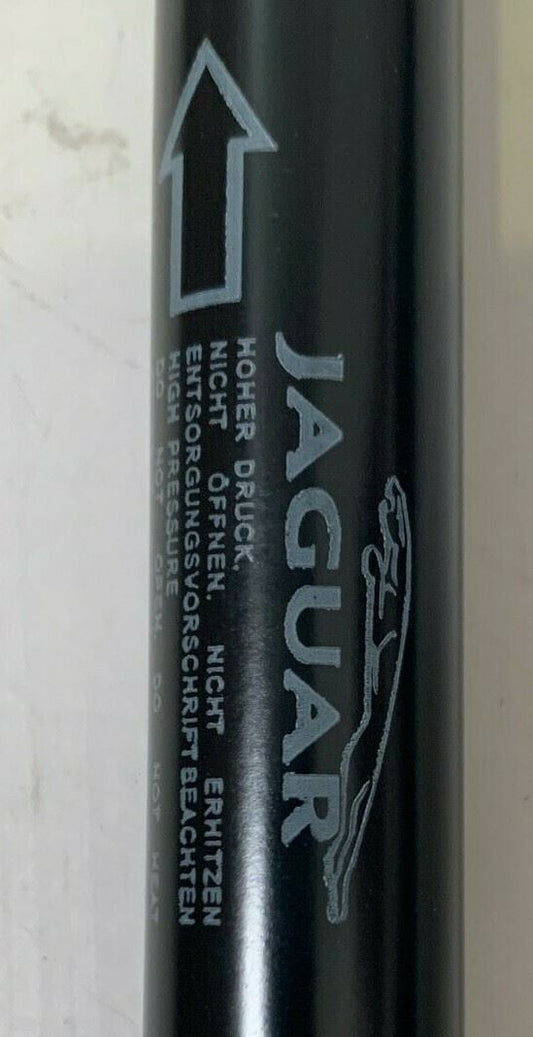 JAGUAR
HOHER DRUCK,
NICHT ÖFFNEN. NICHT ERHITZEN
ENTSORGUNGSVORSCHRIFT BEACHTEN
HIGH PRESSURE
DO NOT OPEN. DO NOT HEAT